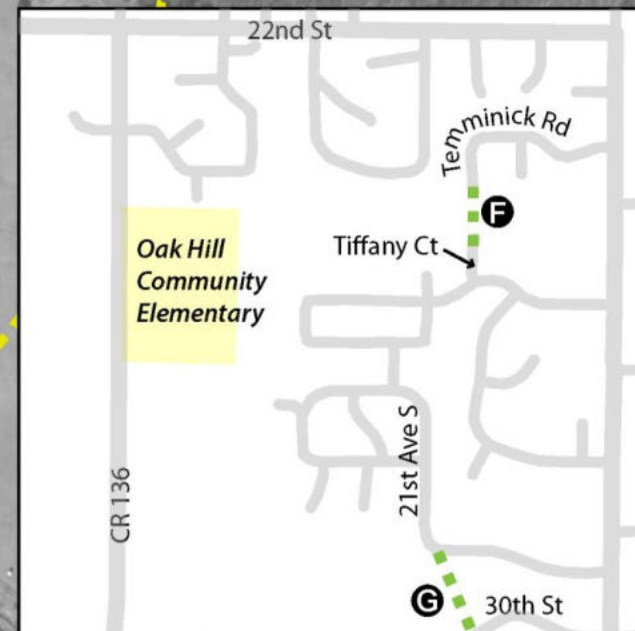 22nd St
Temminick Rd
F
Tiffany Ct
Oak Hill
Community
Elementary
21st Ave S
CR 136
G
30th St